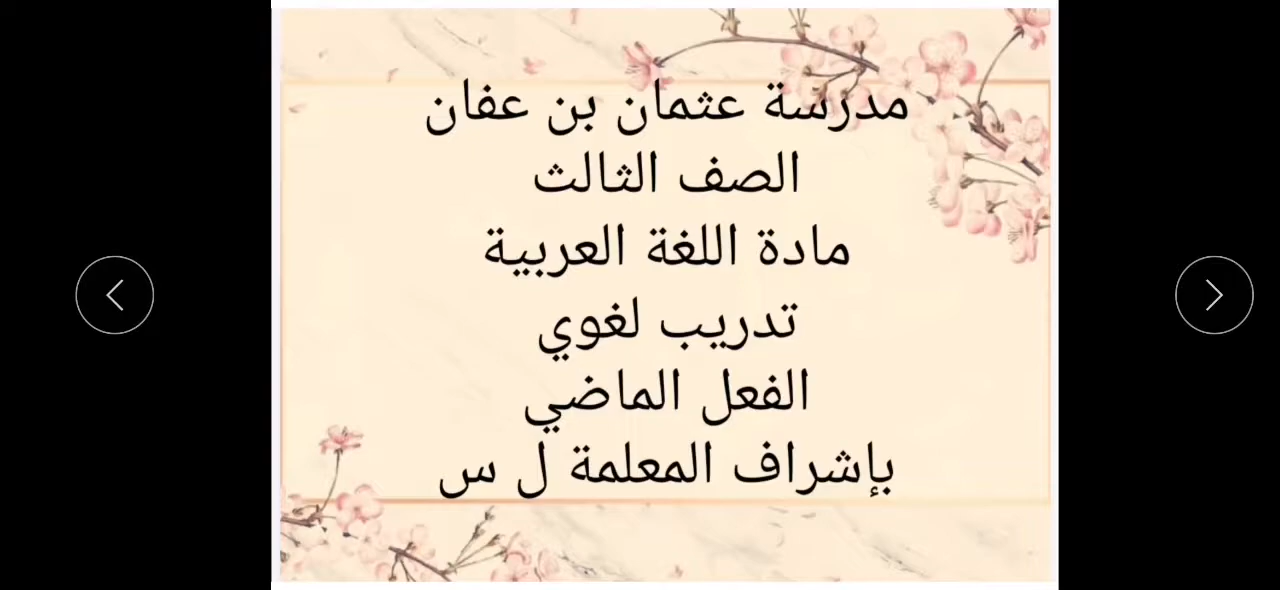 مدرسة عثمان بن عفان
الصف الثالث
مادة اللغة العربية
تدريب لغوي
الفعل الماضي
بإشراف المعلمة ل س